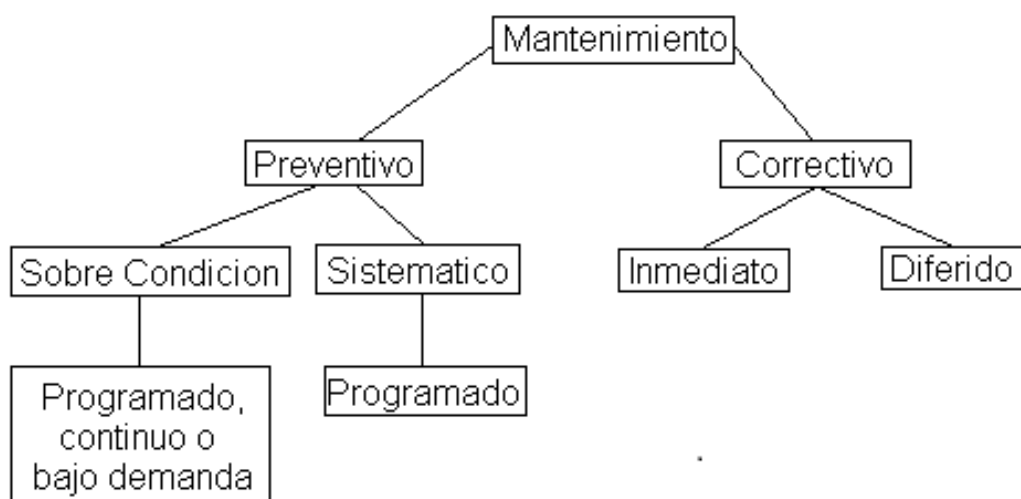 Mantenimiento
Preventivo
Correctivo
Sobre Condicion
Sistematico
Inmediato
Diferido
Programado,
continuo o
bajo demanda
Programado